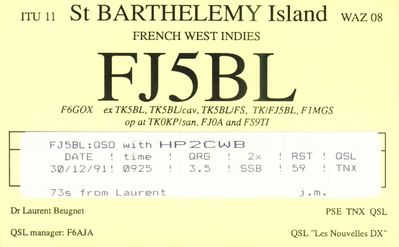 ITU 11 St BARTHELEMY Island WAZ 08
FRENCH WEST INDIES
FJ5BL
F6GOX ex TK5BL, TK5BL/cav, TK5BL/FS, TK/FJ5BL, F1MGS
op at TK0KP/san, FJ0A and FS9TI
FJ5BL:QSO with HP2CWB
DATE ! time ! QRG ! 2x ! RST ! QSL
30/12/91! 0925 ! 3.5 ! SSB ! 59 ! TNX
73s from Laurent j.m.
Dr Laurent Beugnet PSE TNX QSL
QSL manager: F6AJA QSL "Les Nouvelles DX"